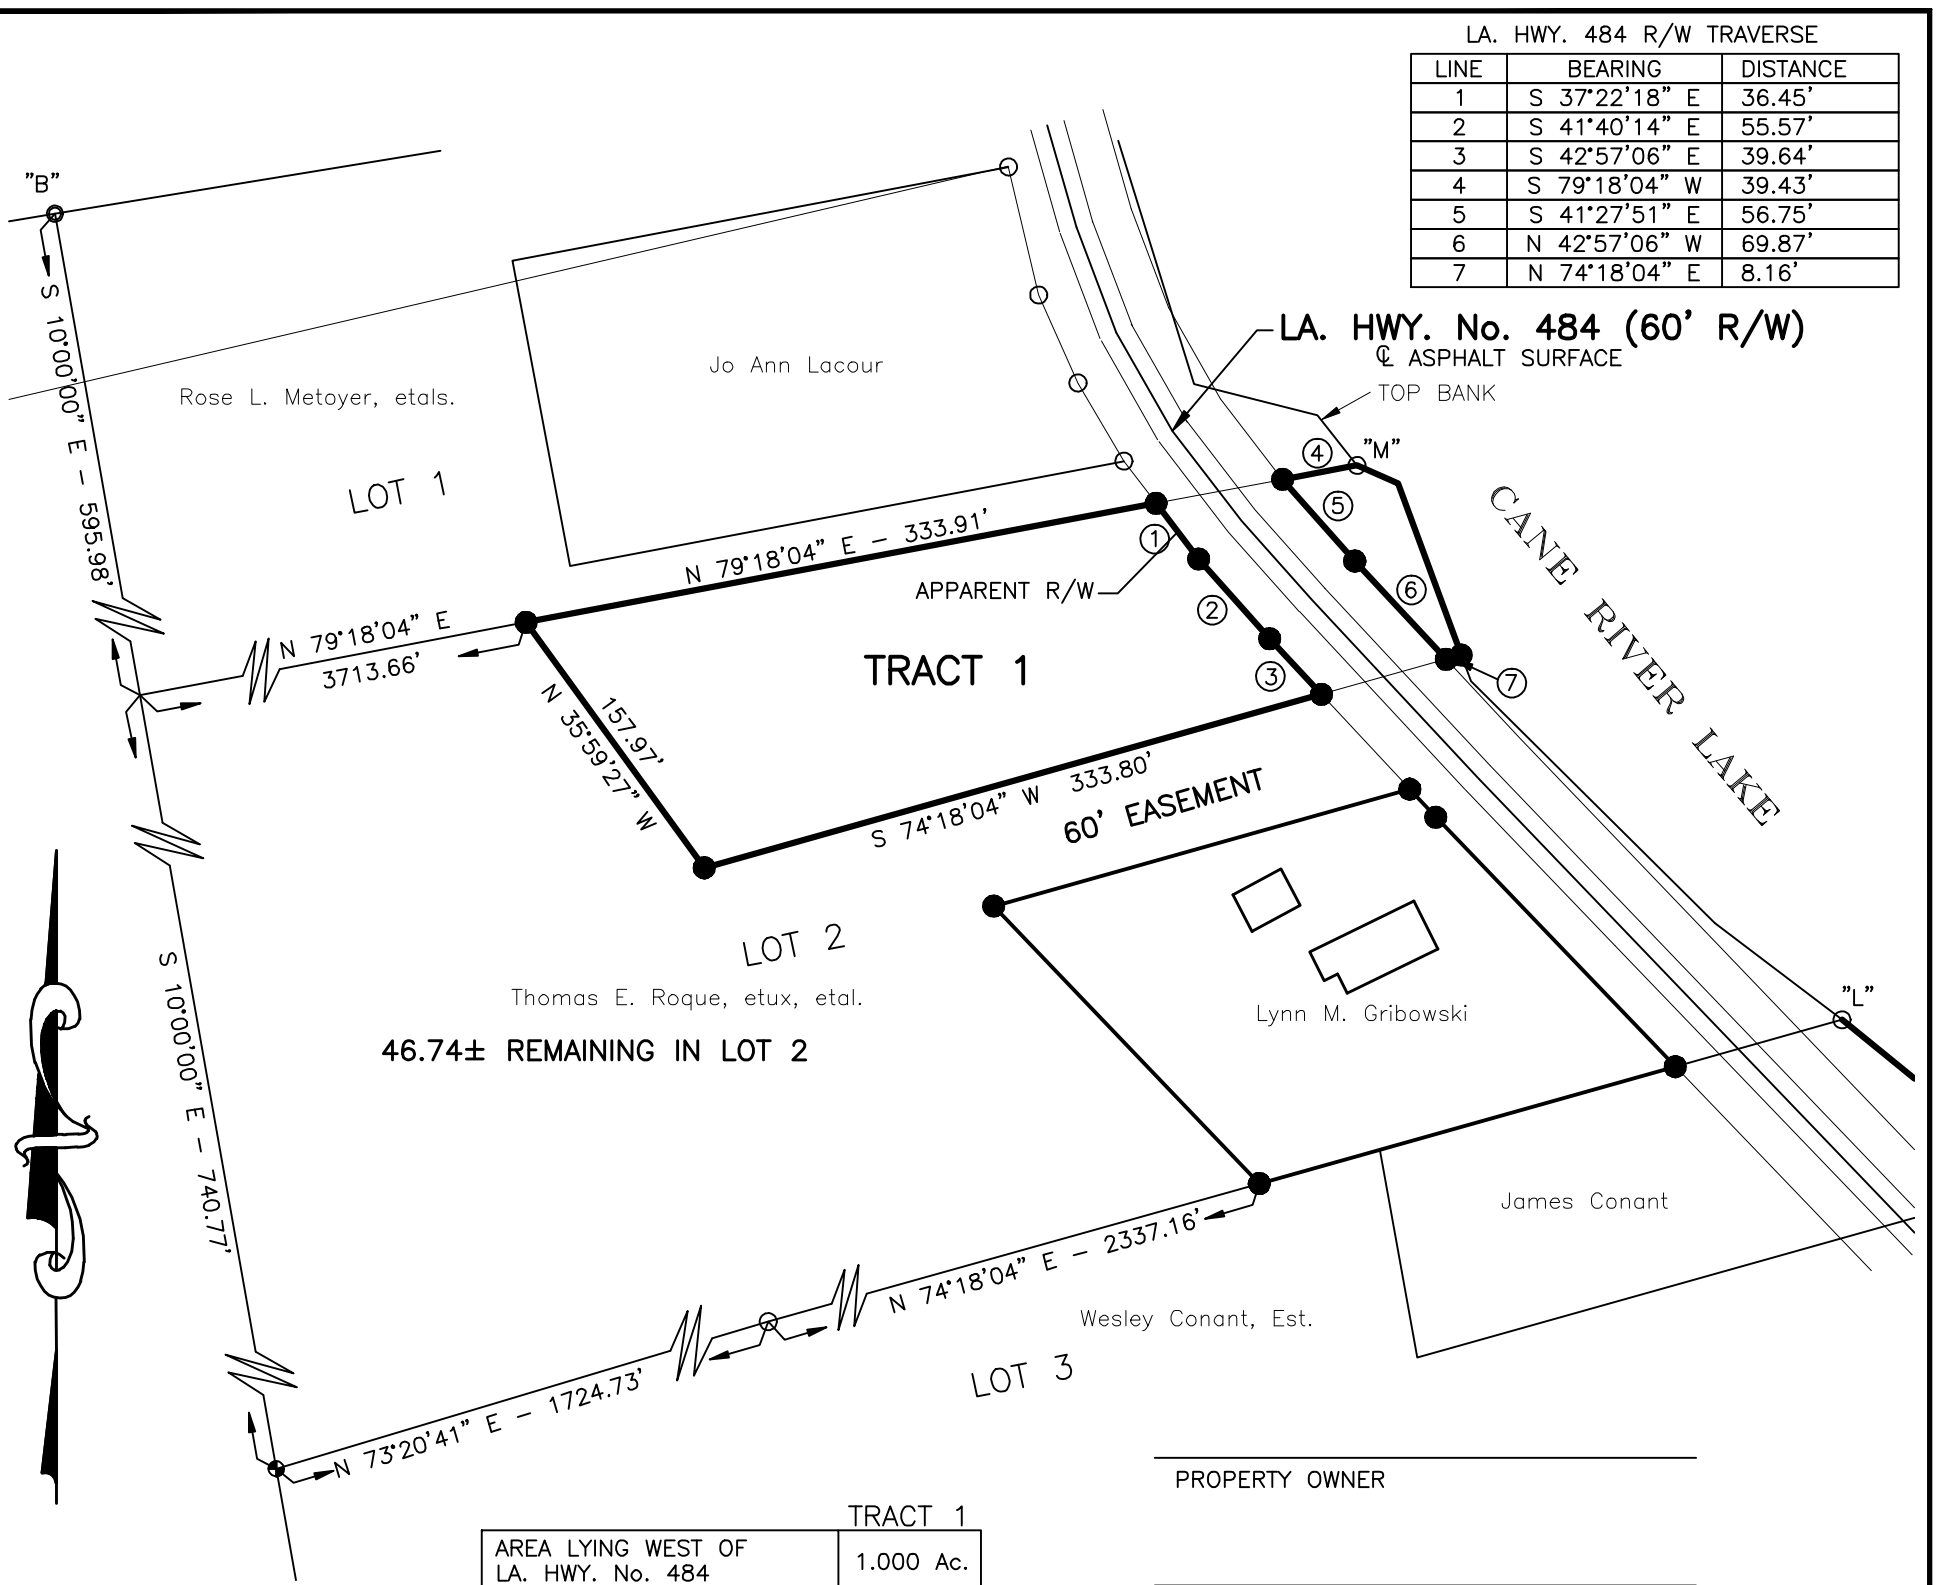 LA. HWY. 484 R/W TRAVERSE
LINE BEARING DISTANCE
1 S 37°22'18" E 36.45'
2 S 41°40'14" E 55.57'
3 S 42°57'06" E 39.64'
4 S 79°18'04" W 39.43'
5 S 41°27'51" E 56.75'
6 N 42°57'06" W 69.87'
7 N 74°18'04" E 8.16'
"B"
S 10°00'00" E - 595.98'
LA. HWY. No. 484 (60' R/W)
℄ ASPHALT SURFACE
TOP BANK
Jo Ann Lacour
Rose L. Metoyer, etals.
LOT 1
"M"
4
5
6
7
CANE RIVER LAKE
N 79°18'04" E - 333.91'
1
2
3
APPARENT R/W
N 79°18'04" E
3713.66'
TRACT 1
157.97'
N 35°59'27" W
S 74°18'04" W 333.80'
60' EASEMENT
LOT 2
Thomas E. Roque, etux, etal.
46.74± REMAINING IN LOT 2
S 10°00'00" E - 740.77'
Lynn M. Gribowski
"L"
James Conant
N 74°18'04" E - 2337.16'
Wesley Conant, Est.
LOT 3
N 73°20'41" E - 1724.73'
PROPERTY OWNER
TRACT 1
AREA LYING WEST OF
LA. HWY. No. 484
1.000 Ac.